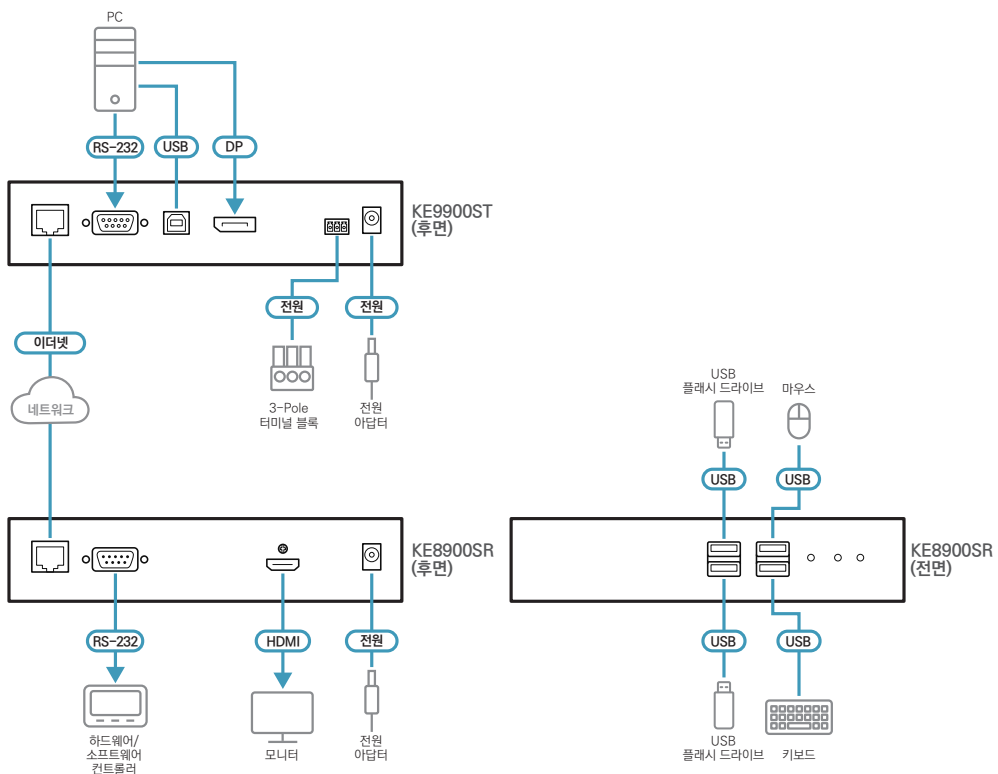 PC
RS-232
USB
DP
KE9900ST
(후면)
전원
전원
이더넷
네트워크
3-Pole
터미널 블록
전원
아답터
USB
플래시 드라이브
마우스
USB
USB
KE8900SR
(후면)
KE8900SR
(전면)
RS-232
HDMI
전원
USB
USB
하드웨어/
소프트웨어
컨트롤러
모니터
전원
아답터
USB
플래시 드라이브
키보드